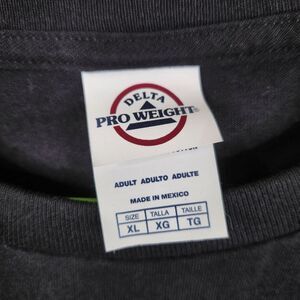 DELTA
PRO WEIGHT
ADULT ADULTO ADULTE
MADE IN MEXICO
SIZE TALLA TAILLE
XL XG TG